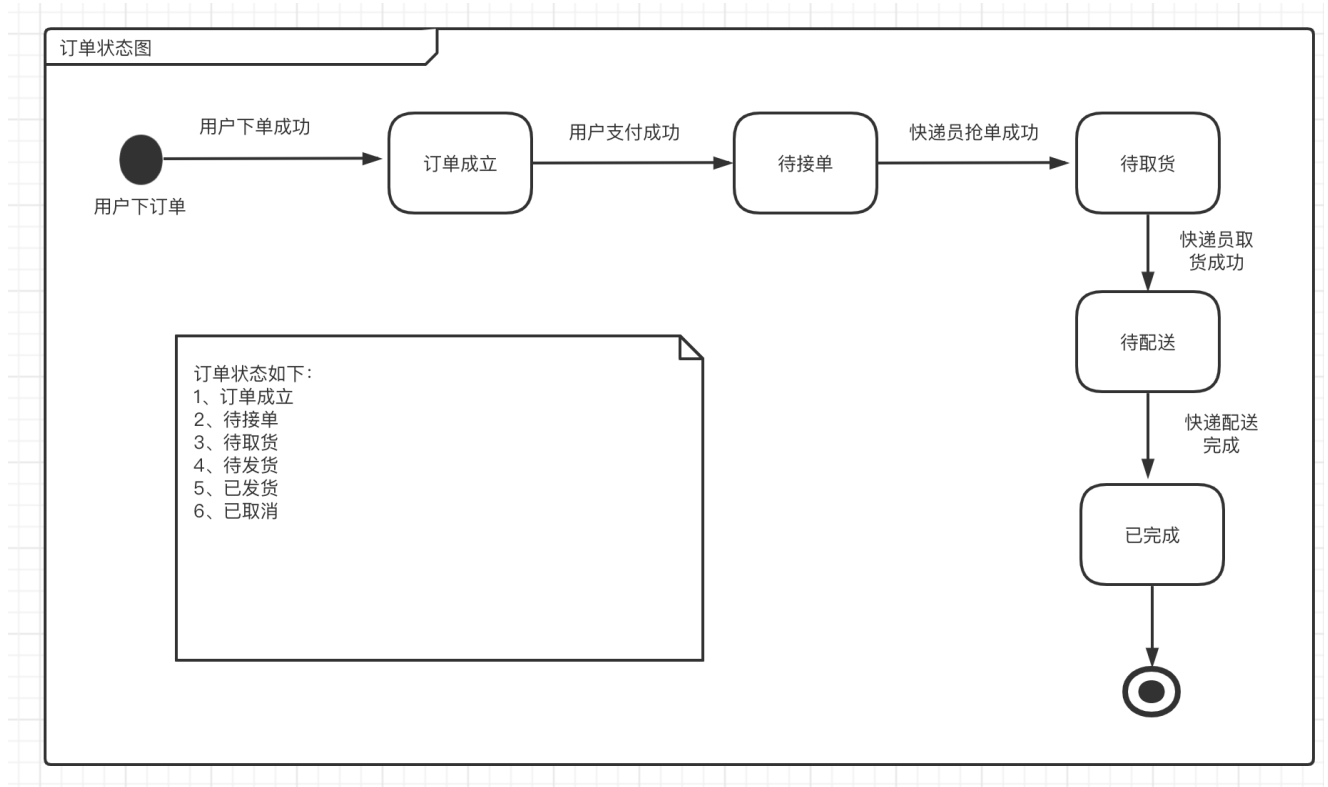 订单状态图
用户下单成功
用户支付成功
快递员抢单成功
订单成立
待接单
待取货
用户下订单
快递员取
货成功
待配送
订单状态如下：
1、订单成立
2、待接单
3、待取货
4、待发货
5、已发货
6、已取消
快递配送
完成
已完成